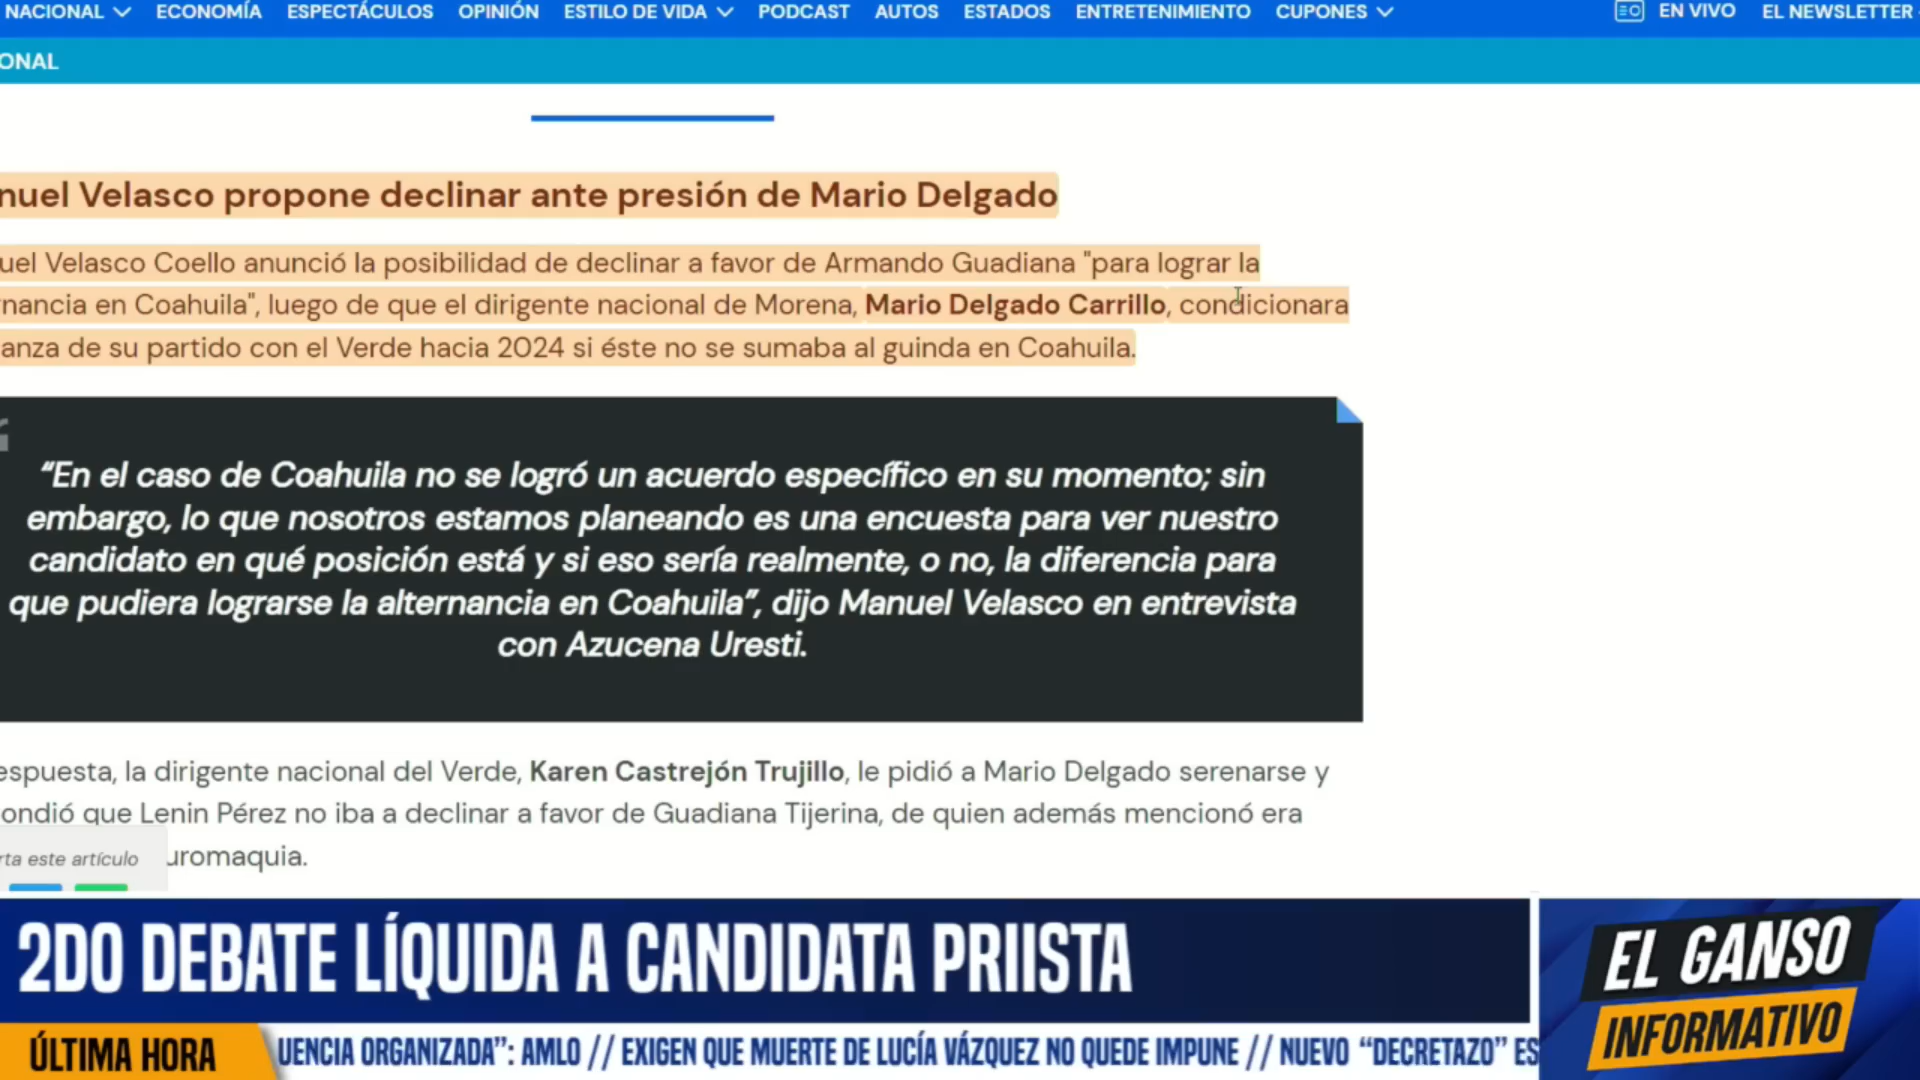 NACIONAL ECONOMÍA ESPECTÁCULOS OPINIÓN ESTILO DE VIDA PODCAST AUTOS ESTADOS ENTRETENIMIENTO CUPONES EN VIVO EL NEWSLETTER
ONAL
nuel Velasco propone declinar ante presión de Mario Delgado
uel Velasco Coello anunció la posibilidad de declinar a favor de Armando Guadiana "para lograr la
rnancia en Coahuila", luego de que el dirigente nacional de Morena, Mario Delgado Carrillo, condicionara
anza de su partido con el Verde hacia 2024 si éste no se sumaba al guinda en Coahuila.
“En el caso de Coahuila no se logró un acuerdo específico en su momento; sin
embargo, lo que nosotros estamos planeando es una encuesta para ver nuestro
candidato en qué posición está y si eso sería realmente, o no, la diferencia para
que pudiera lograrse la alternancia en Coahuila”, dijo Manuel Velasco en entrevista
con Azucena Uresti.
espuesta, la dirigente nacional del Verde, Karen Castrejón Trujillo, le pidió a Mario Delgado serenarse y
ondió que Lenin Pérez no iba a declinar a favor de Guadiana Tijerina, de quien además mencionó era
uromaquia.
rta este artículo
2DO DEBATE LÍQUIDA A CANDIDATA PRIISTA
EL GANSO
INFORMATIVO
ÚLTIMA HORA
UENCIA ORGANIZADA”: AMLO // EXIGEN QUE MUERTE DE LUCÍA VÁZQUEZ NO QUEDE IMPUNE // NUEVO “DECRETAZO” ES